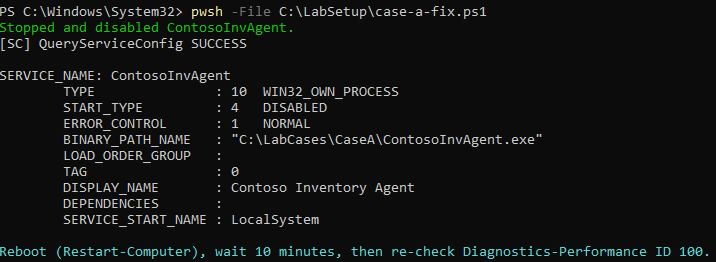 PS C:\Windows\System32> pwsh -File C:\LabSetup\case-a-fix.ps1
Stopped and disabled ContosoInvAgent.
[SC] QueryServiceConfig SUCCESS
SERVICE_NAME: ContosoInvAgent
        TYPE               : 10  WIN32_OWN_PROCESS
        START_TYPE         : 4   DISABLED
        ERROR_CONTROL      : 1   NORMAL
        BINARY_PATH_NAME   : "C:\LabCases\CaseA\ContosoInvAgent.exe"
        LOAD_ORDER_GROUP   :
        TAG                : 0
        DISPLAY_NAME       : Contoso Inventory Agent
        DEPENDENCIES       :
        SERVICE_START_NAME : LocalSystem
Reboot (Restart-Computer), wait 10 minutes, then re-check Diagnostics-Performance ID 100.